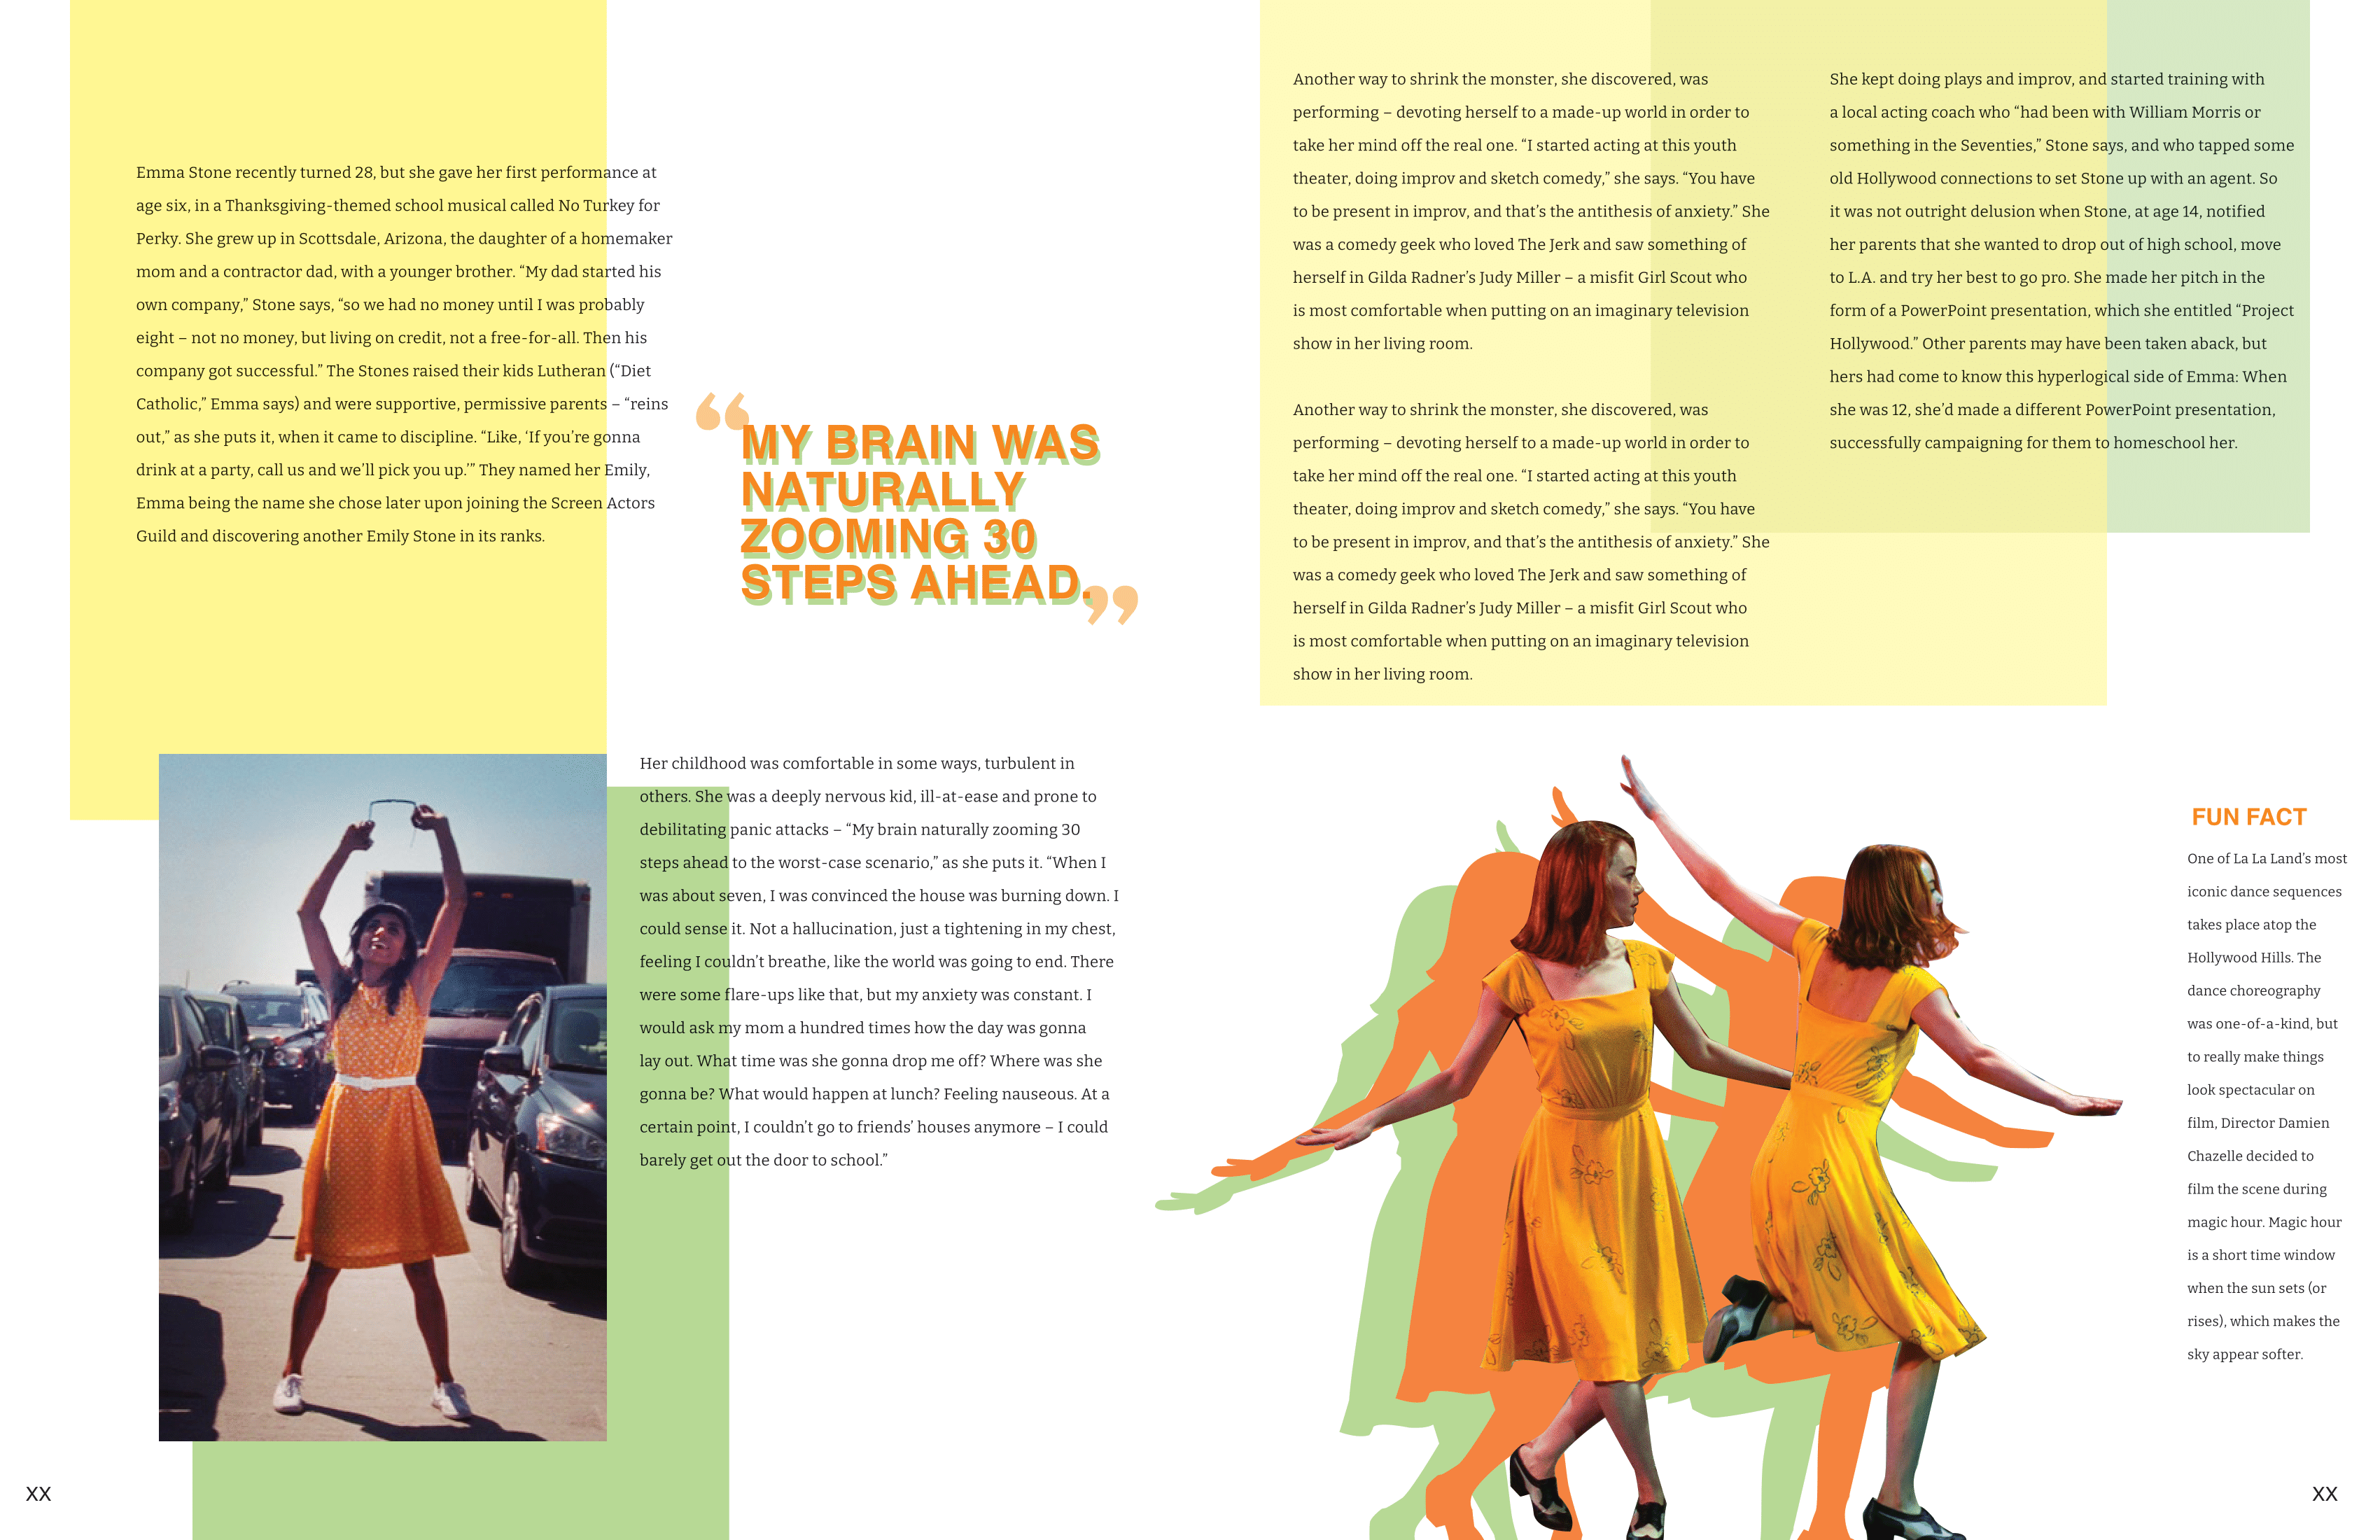 Emma Stone recently turned 28, but she gave her first performance at
age six, in a Thanksgiving-themed school musical called No Turkey for
Perky. She grew up in Scottsdale, Arizona, the daughter of a homemaker
mom and a contractor dad, with a younger brother. “My dad started his
own company,” Stone says, “so we had no money until I was probably
eight – not no money, but living on credit, not a free-for-all. Then his
company got successful.” The Stones raised their kids Lutheran (“Diet
Catholic,” Emma says) and were supportive, permissive parents – “reins
out,” as she puts it, when it came to discipline. “Like, ‘If you’re gonna
drink at a party, call us and we’ll pick you up.’” They named her Emily,
Emma being the name she chose later upon joining the Screen Actors
Guild and discovering another Emily Stone in its ranks.
“MY BRAIN WAS
NATURALLY
ZOOMING 30
STEPS AHEAD.”
Her childhood was comfortable in some ways, turbulent in
others. She was a deeply nervous kid, ill-at-ease and prone to
debilitating panic attacks – “My brain naturally zooming 30
steps ahead to the worst-case scenario,” as she puts it. “When I
was about seven, I was convinced the house was burning down. I
could sense it. Not a hallucination, just a tightening in my chest,
feeling I couldn’t breathe, like the world was going to end. There
were some flare-ups like that, but my anxiety was constant. I
would ask my mom a hundred times how the day was gonna
lay out. What time was she gonna drop me off? Where was she
gonna be? What would happen at lunch? Feeling nauseous. At a
certain point, I couldn’t go to friends’ houses anymore – I could
barely get out the door to school.”
XX
Another way to shrink the monster, she discovered, was
performing – devoting herself to a made-up world in order to
take her mind off the real one. “I started acting at this youth
theater, doing improv and sketch comedy,” she says. “You have
to be present in improv, and that’s the antithesis of anxiety.” She
was a comedy geek who loved The Jerk and saw something of
herself in Gilda Radner’s Judy Miller – a misfit Girl Scout who
is most comfortable when putting on an imaginary television
show in her living room.
Another way to shrink the monster, she discovered, was
performing – devoting herself to a made-up world in order to
take her mind off the real one. “I started acting at this youth
theater, doing improv and sketch comedy,” she says. “You have
to be present in improv, and that’s the antithesis of anxiety.” She
was a comedy geek who loved The Jerk and saw something of
herself in Gilda Radner’s Judy Miller – a misfit Girl Scout who
is most comfortable when putting on an imaginary television
show in her living room.
She kept doing plays and improv, and started training with
a local acting coach who “had been with William Morris or
something in the Seventies,” Stone says, and who tapped some
old Hollywood connections to set Stone up with an agent. So
it was not outright delusion when Stone, at age 14, notified
her parents that she wanted to drop out of high school, move
to L.A. and try her best to go pro. She made her pitch in the
form of a PowerPoint presentation, which she entitled “Project
Hollywood.” Other parents may have been taken aback, but
hers had come to know this hyperlogical side of Emma: When
she was 12, she’d made a different PowerPoint presentation,
successfully campaigning for them to homeschool her.
FUN FACT
One of La La Land’s most
iconic dance sequences
takes place atop the
Hollywood Hills. The
dance choreography
was one-of-a-kind, but
to really make things
look spectacular on
film, Director Damien
Chazelle decided to
film the scene during
magic hour. Magic hour
is a short time window
when the sun sets (or
rises), which makes the
sky appear softer.
XX